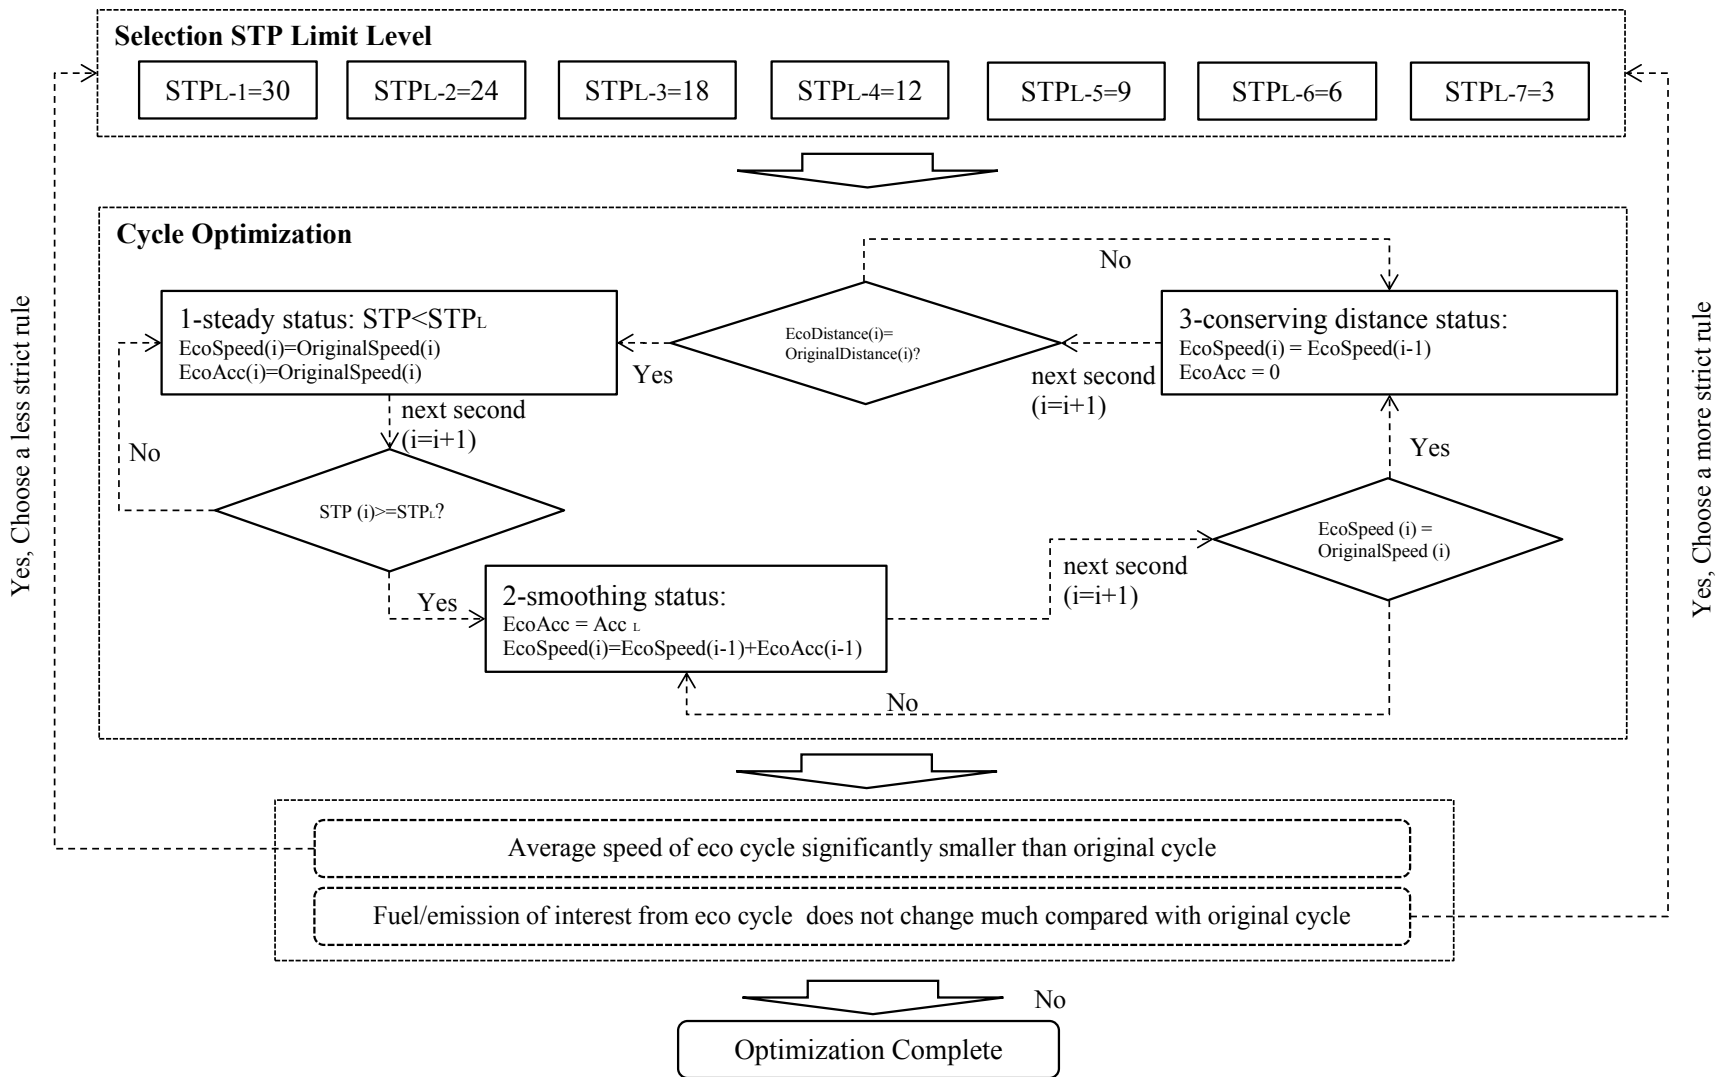 Selection STP Limit Level
STPL-1=30
STPL-2=24
STPL-3=18
STPL-4=12
STPL-5=9
STPL-6=6
STPL-7=3
Cycle Optimization
No
1-steady status: STP<STPL
EcoSpeed(i)=OriginalSpeed(i)
EcoAcc(i)=OriginalSpeed(i)
Yes
EcoDistance(i)=
OriginalDistance(i)?
3-conserving distance status:
EcoSpeed(i) = EcoSpeed(i-1)
EcoAcc = 0
next second
(i=i+1)
next second
(i=i+1)
No
Yes
STP (i)>=STPL?
EcoSpeed (i) =
OriginalSpeed (i)
Yes
2-smoothing status:
EcoAcc = Acc L
EcoSpeed(i)=EcoSpeed(i-1)+EcoAcc(i-1)
next second
(i=i+1)
No
Yes, Choose a less strict rule
Yes, Choose a more strict rule
Average speed of eco cycle significantly smaller than original cycle
Fuel/emission of interest from eco cycle does not change much compared with original cycle
No
Optimization Complete